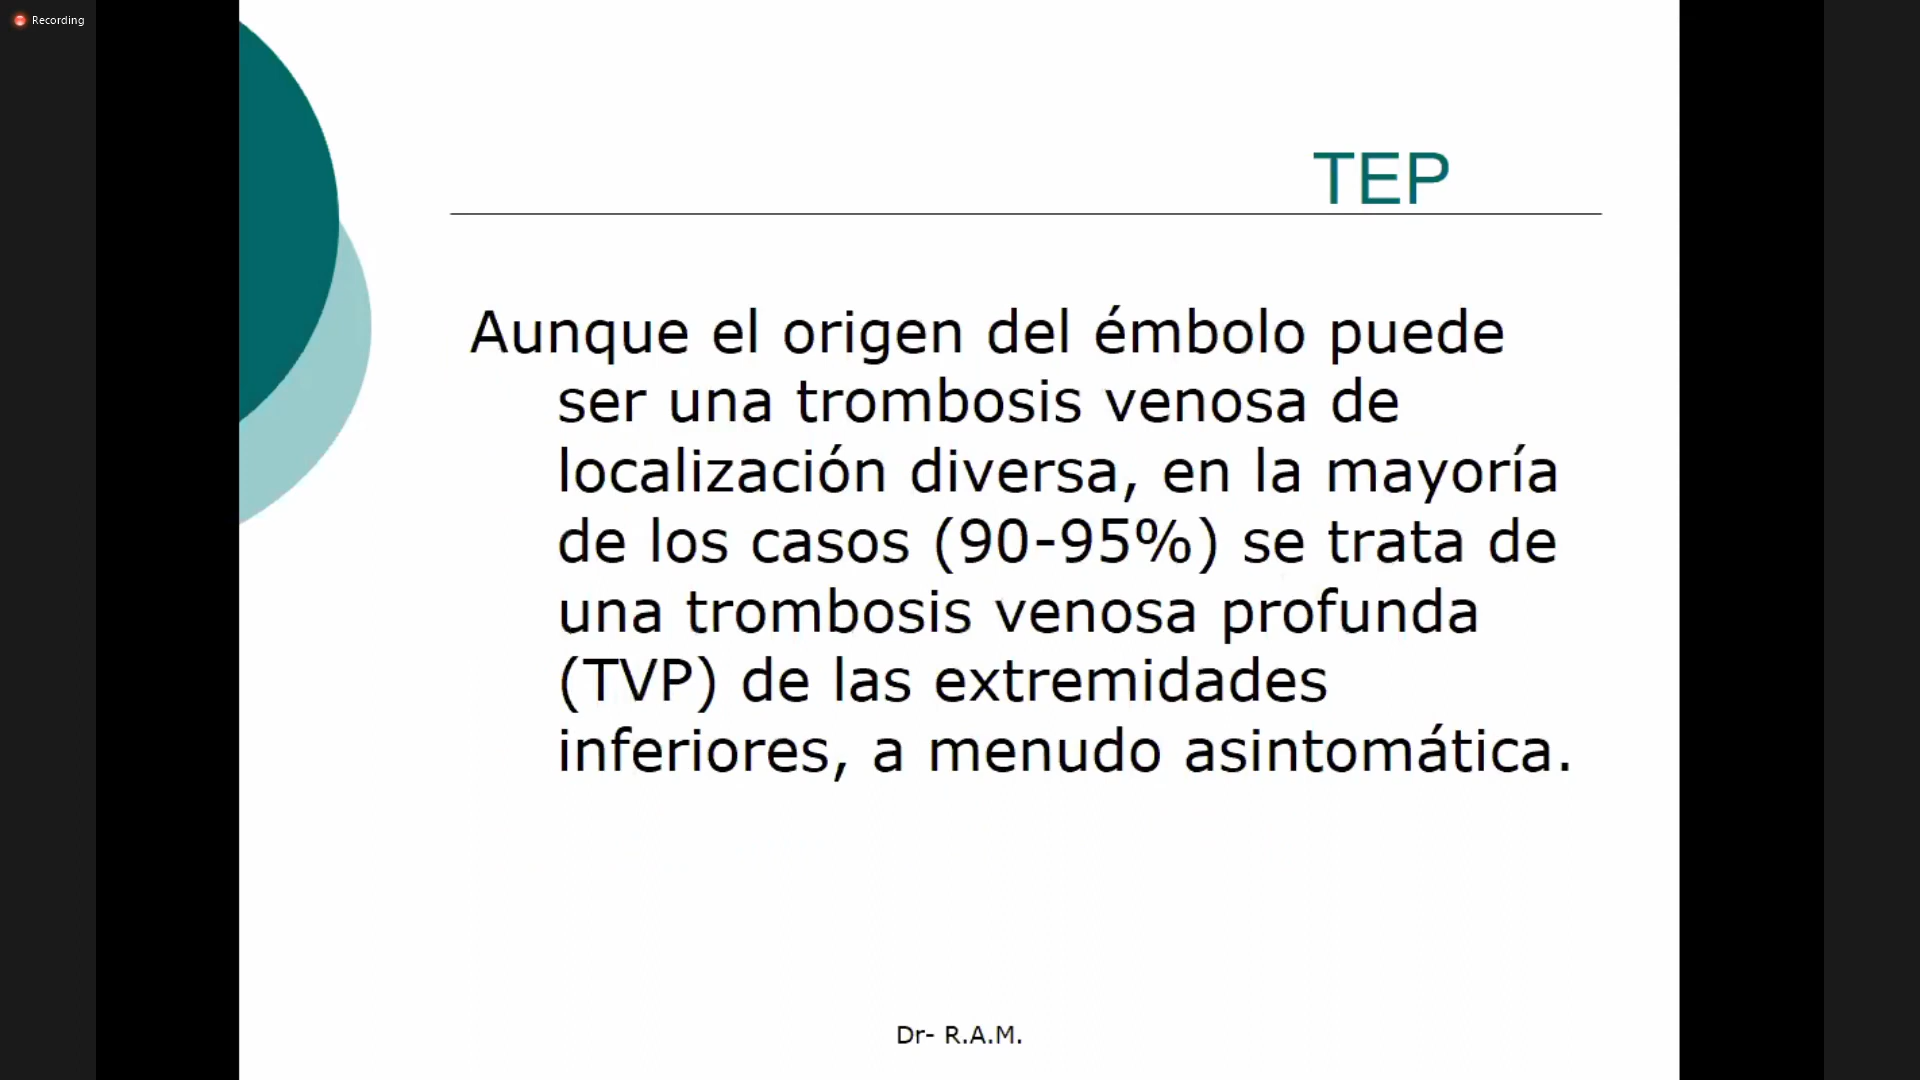 Recording
TEP
Aunque el origen del émbolo puede
ser una trombosis venosa de
localización diversa, en la mayoría
de los casos (90-95%) se trata de
una trombosis venosa profunda
(TVP) de las extremidades
inferiores, a menudo asintomática.
Dr- R.A.M.